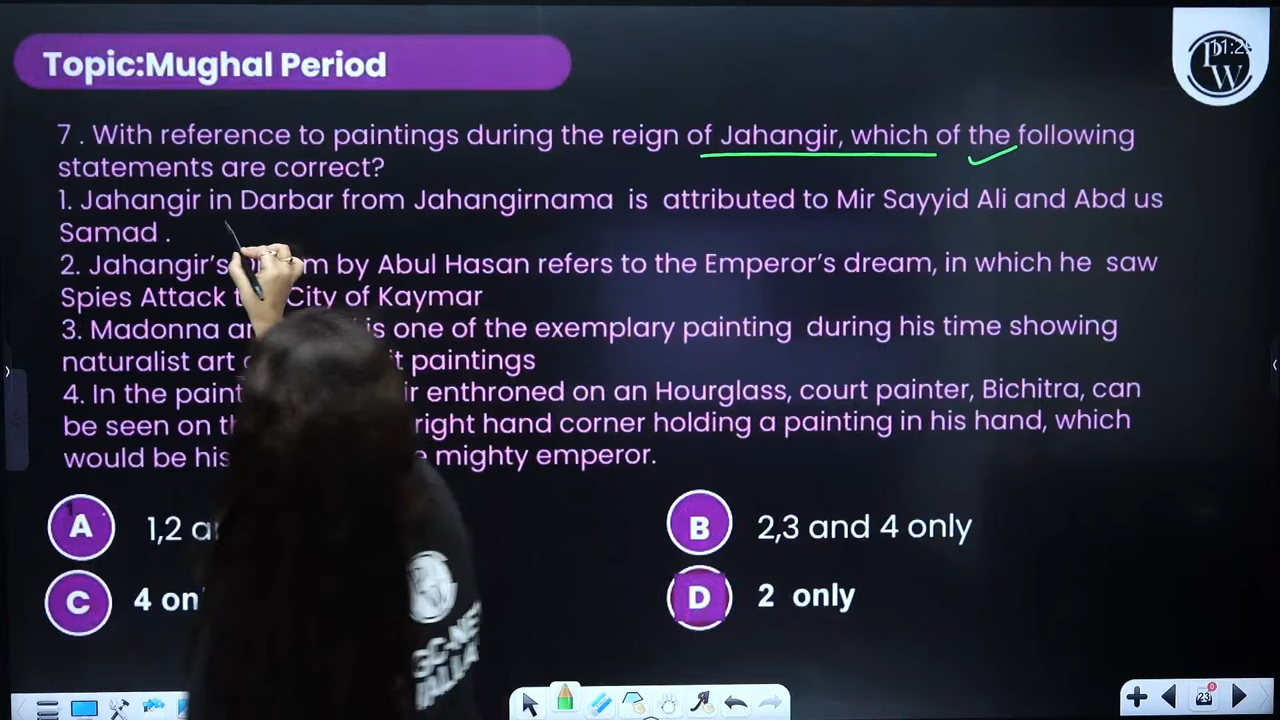 Topic:Mughal Period
11:2
PW
7 . With reference to paintings during the reign of Jahangir, which of the following
statements are correct?
1. Jahangir in Darbar from Jahangirnama is attributed to Mir Sayyid Ali and Abd us
Samad .
2. Jahangir's by Abul Hasan refers to the Emperor's dream, in which he saw
Spies Attack City of Kaymar
3. Madonna is one of the exemplary painting during his time showing
naturalist art paintings
4. In the enthroned on an Hourglass, court painter, Bichitra, can
be seen on right hand corner holding a painting in his hand, which
would be his mighty emperor.
A 1,2
B 2,3 and 4 only
C 4
D 2 only
23